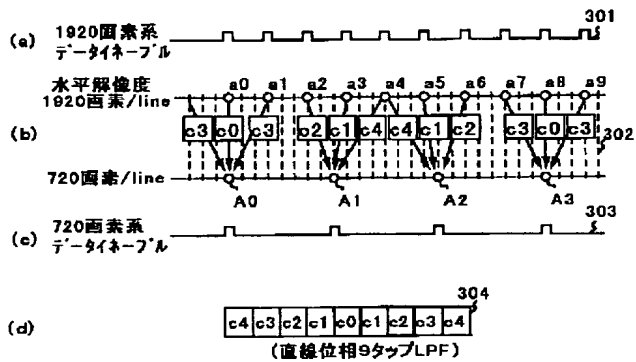 301
(a) 1920画素系
データイネーブル
水平解像度 a0 a1 a2 a3 a4 a5 a6 a7 a8 a9
1920画素/line
(b) c3 c0 c3 c2 c1 c4 c4 c1 c2 c3 c0 c3
302
720画素/line
A0 A1 A2 A3
303
(c) 720画素系
データイネーブル
304
(d) c4 c3 c2 c1 c0 c1 c2 c3 c4
(直線位相9タップLPF)